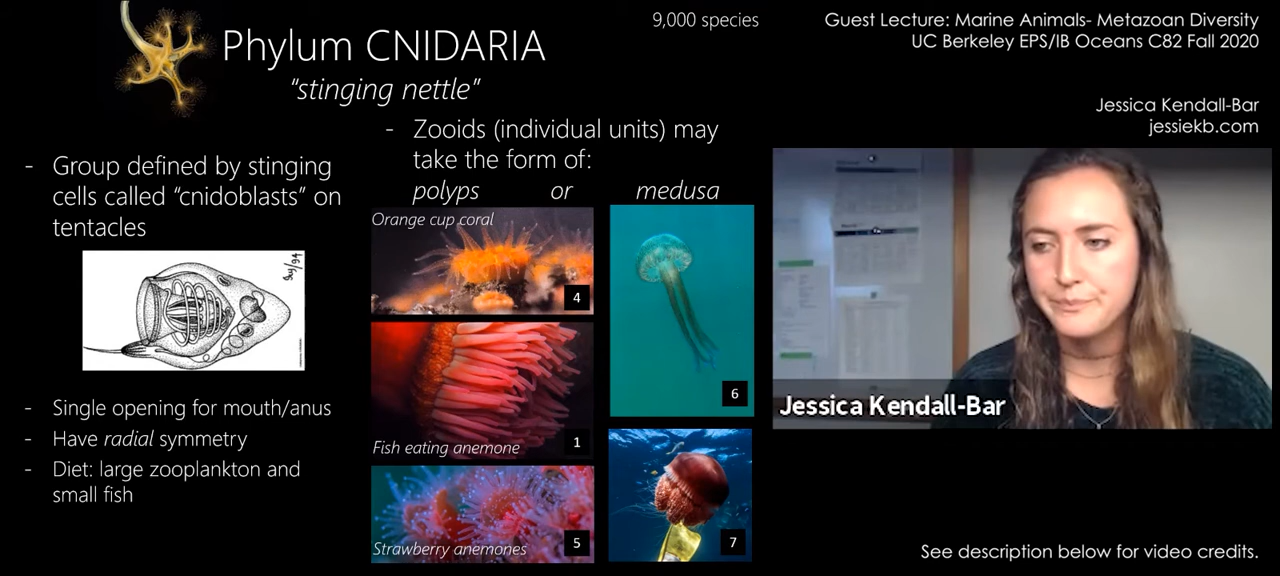 Phylum CNIDARIA
"stinging nettle"
9,000 species
Guest Lecture: Marine Animals- Metazoan Diversity
UC Berkeley EPS/IB Oceans C82 Fall 2020
Jessica Kendall-Bar
jessiekb.com
- Group defined by stinging
cells called "cnidoblasts" on
tentacles
- Single opening for mouth/anus
- Have radial symmetry
- Diet: large zooplankton and
small fish
- Zooids (individual units) may
take the form of:
polyps or medusa
Orange cup coral
4
Fish eating anemone
1
Strawberry anemones
5
6
7
Jessica Kendall-Bar
See description below for video credits.